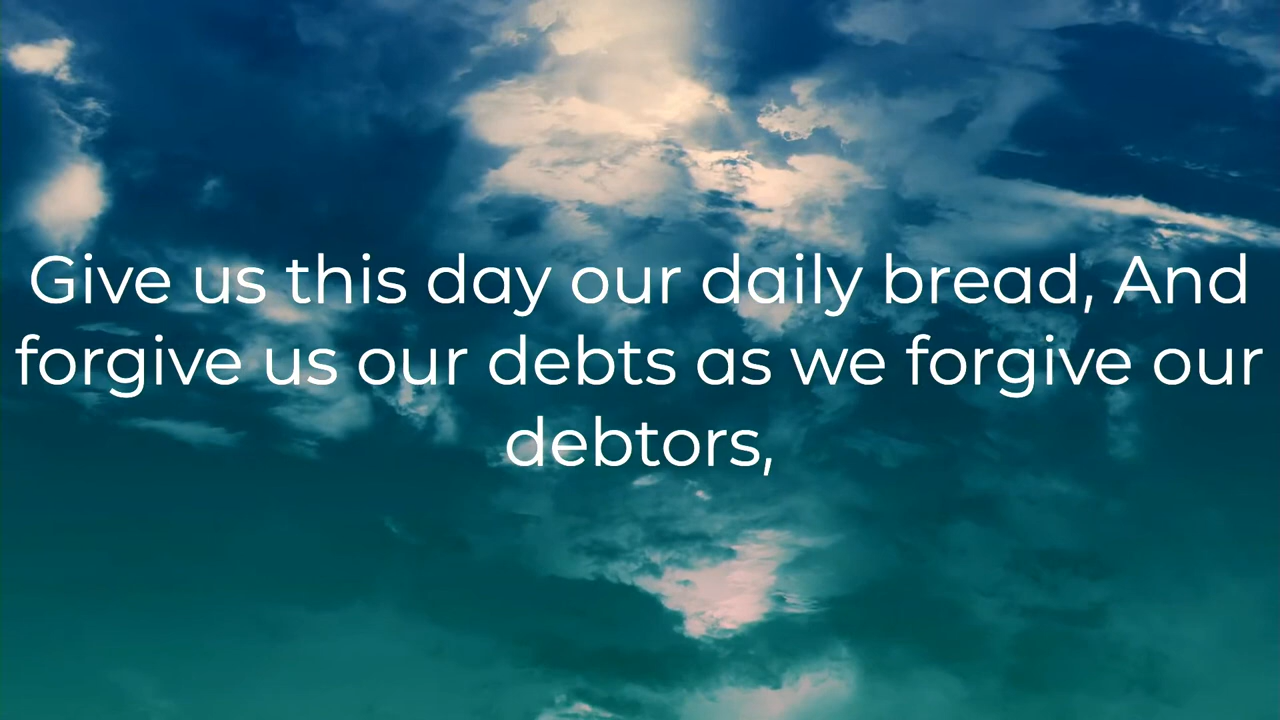 Give us this day our daily bread, And
forgive us our debts as we forgive our
debtors,